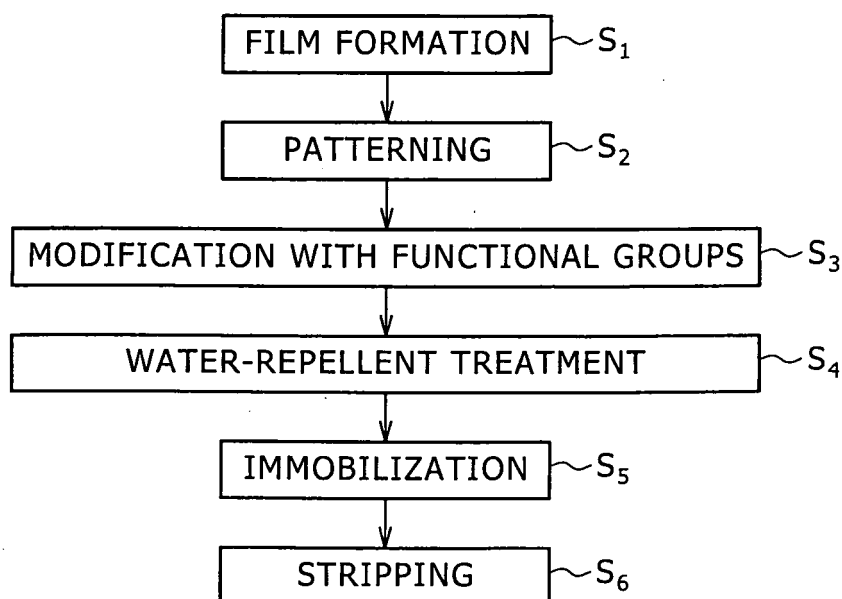 FILM FORMATION S1
PATTERNING S2
MODIFICATION WITH FUNCTIONAL GROUPS S3
WATER-REPELLENT TREATMENT S4
IMMOBILIZATION S5
STRIPPING S6